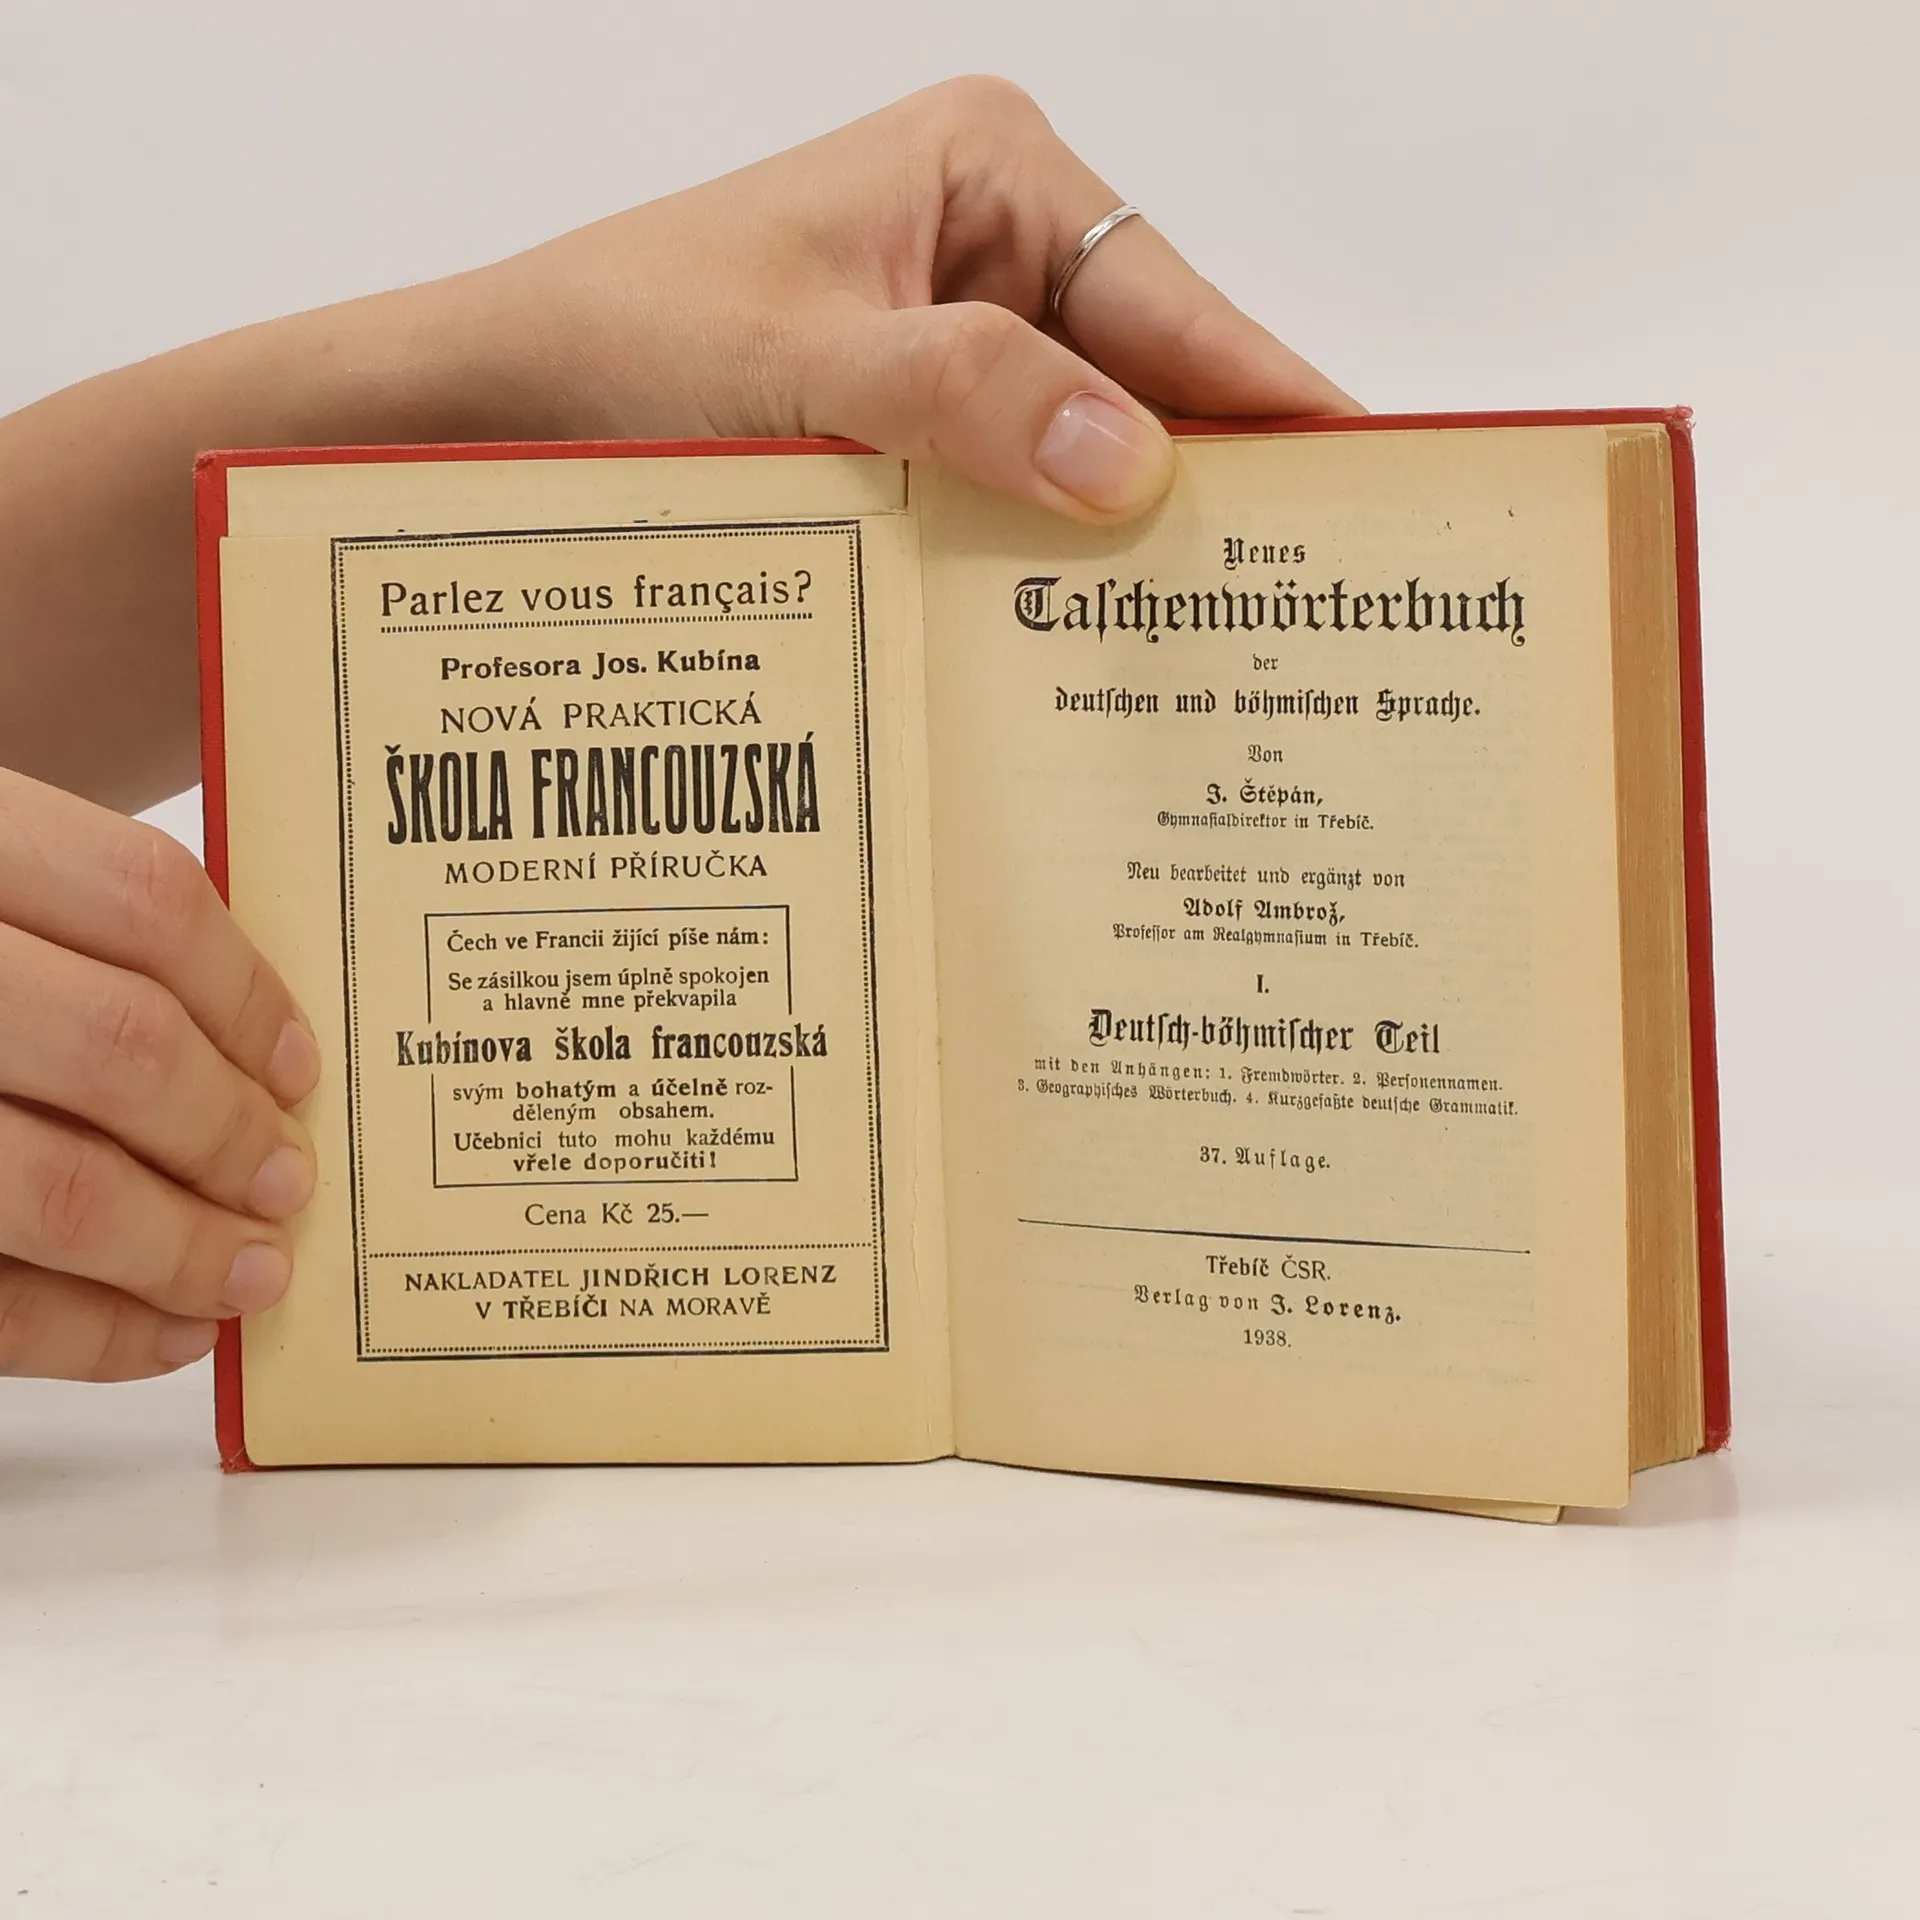 Parlez vous français?
Profesora Jos. Kubína
NOVÁ PRAKTICKÁ
ŠKOLA FRANCOUZSKÁ
MODERNÍ PŘÍRUČKA
Čech ve Francii žijící píše nám:
Se zásilkou jsem úplně spokojen
a hlavně mne překvapila
Kubínova škola francouzská
svým bohatým a účelně roz-
děleným obsahem.
Učebnici tuto mohu každému
vřele doporučiti!
Cena Kč 25.—
NAKLADATEL JINDŘICH LORENZ
V TŘEBÍČI NA MORAVĚ
Neues
Taſchenwörterbuch
der
deutſchen und böhmiſchen Sprache.
Von
J. Štěpán,
Gymnaſialdirektor in Třebíč.
Neu bearbeitet und ergänzt von
Adolf Ambrož,
Profeſſor am Realgymnaſium in Třebíč.
I.
Deutſch-böhmiſcher Teil
mit den Anhängen: 1. Fremdwörter. 2. Perſonennamen.
3. Geographiſches Wörterbuch. 4. Kurzgefaßte deutſche Grammatik.
37. Auflage.
Třebíč ČSR.
Verlag von J. Lorenz.
1938.